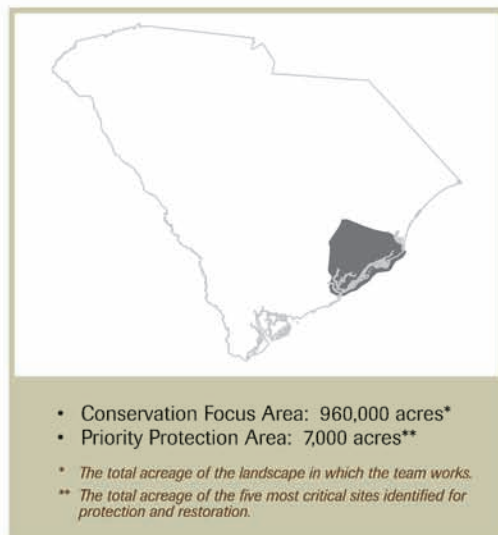 • Conservation Focus Area: 960,000 acres*
• Priority Protection Area: 7,000 acres**
* The total acreage of the landscape in which the team works.
** The total acreage of the five most critical sites identified for
protection and restoration.